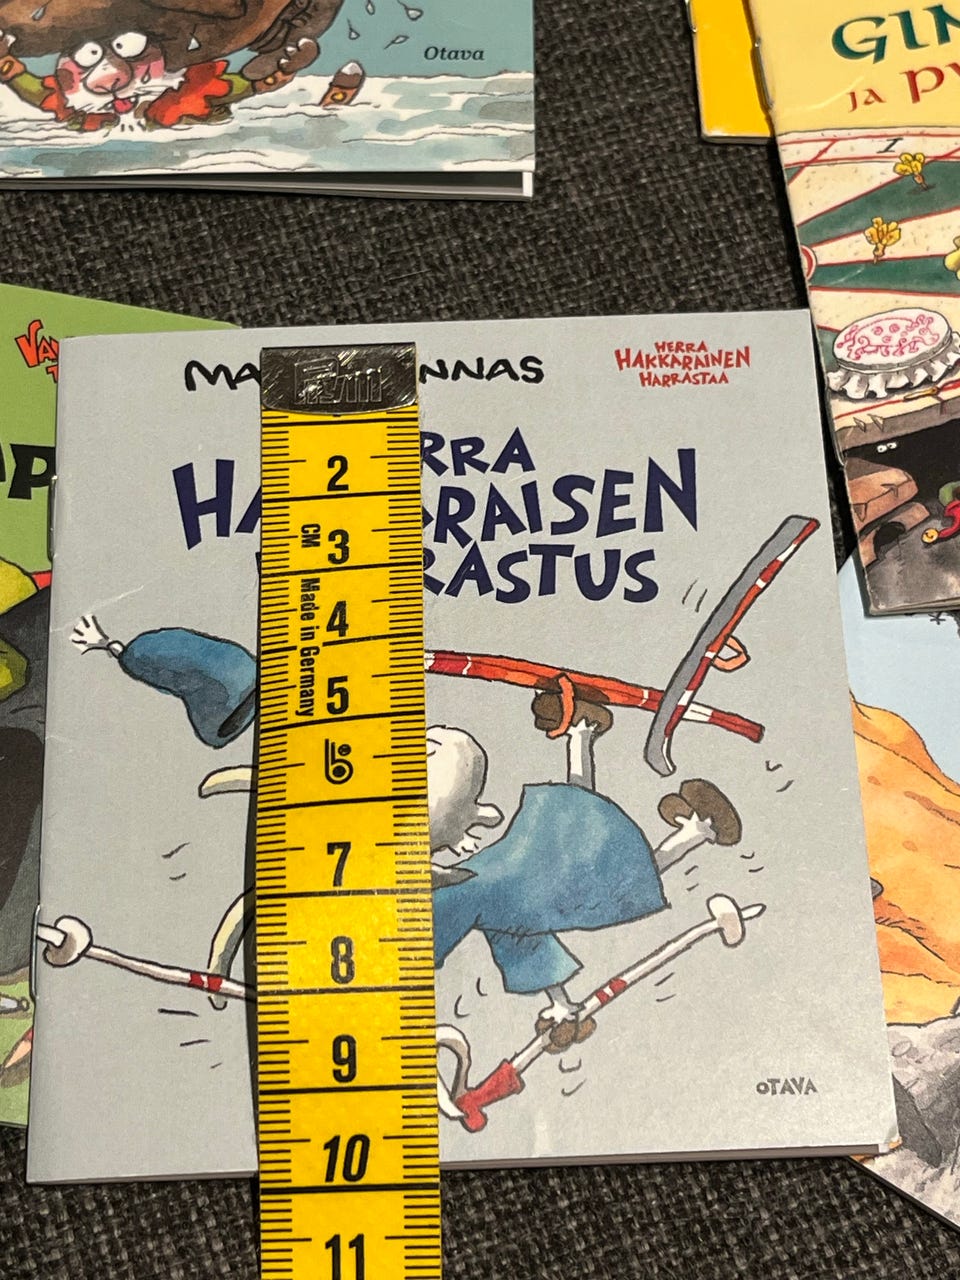 Otava
GIN
JA P
MA NNAS
HERRA
HAKKARAINEN
HARRASTAA
RRA
HA RAISEN
RASTUS
2
3
CM
4
Made in Germany
5
6
7
8
9
10
11
OTAVA